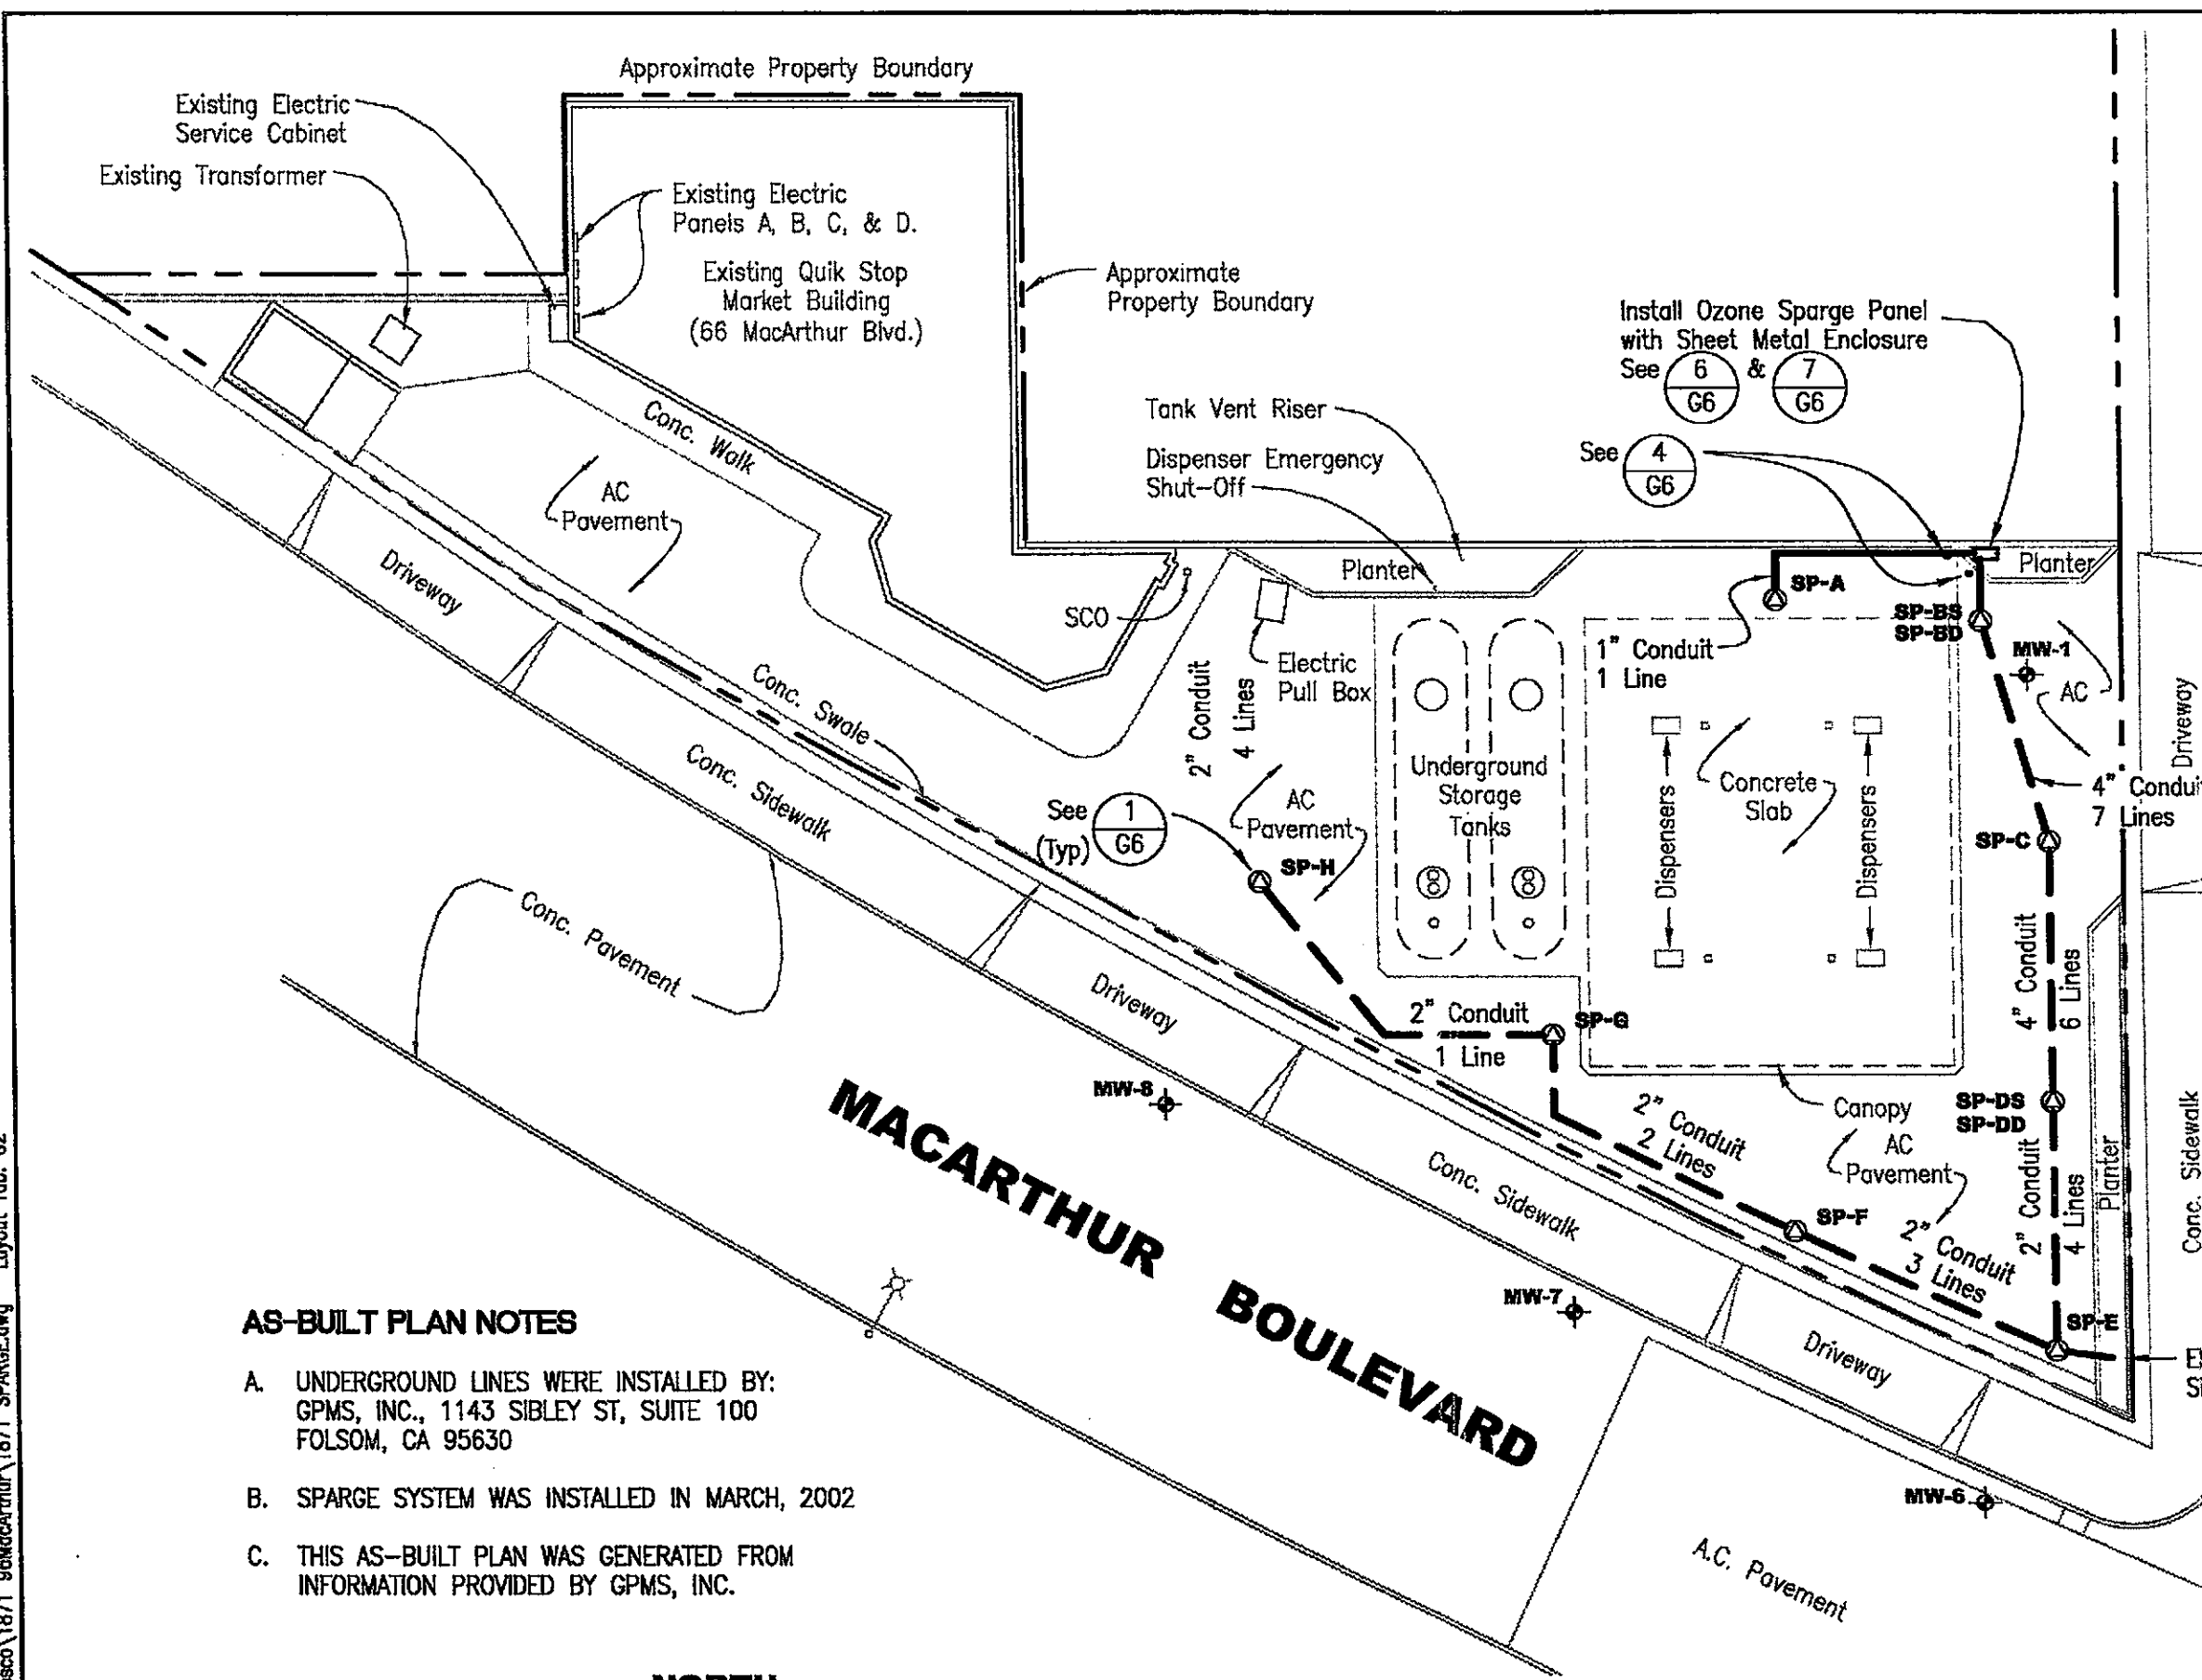 Approximate Property Boundary
Existing Electric
Service Cabinet
Existing Transformer
Existing Electric
Panels A, B, C, & D.
Existing Quik Stop
Market Building
(66 MacArthur Blvd.)
Approximate
Property Boundary
Install Ozone Sparge Panel
with Sheet Metal Enclosure
See 6 & 7
G6 G6
Tank Vent Riser
See 4
G6
Dispenser Emergency
Shut-Off
Conc. Walk
AC
Pavement
Driveway
Planter
Planter
SP-A
SCO
SP-BS
SP-BD
1" Conduit
1 Line
MW-1
AC
Electric
Pull Box
2" Conduit
4 Lines
Driveway
Conc. Swale
Conc. Sidewalk
Underground
Storage
Tanks
Dispensers
Concrete
Slab
Dispensers
4"
7 Lines
See 1
G6
(Typ)
AC
Pavement
SP-H
SP-C
Conc. Pavement
4" Conduit
6 Lines
Driveway
2" Conduit
1 Line
SP-G
MW-8
MACARTHUR BOULEVARD
Canopy
AC
Pavement
SP-DS
SP-DD
2" Conduit
2 Lines
2" Conduit
4 Lines
Planter
Conc. Sidewalk
Conc. Sidewalk
SP-F
2" Conduit
3 Lines
MW-7
SP-E
Driveway
MW-6
A.C. Pavement
AS-BUILT PLAN NOTES
A. UNDERGROUND LINES WERE INSTALLED BY:
GPMS, INC., 1143 SIBLEY ST, SUITE 100
FOLSOM, CA 95630
B. SPARGE SYSTEM WAS INSTALLED IN MARCH, 2002
C. THIS AS-BUILT PLAN WAS GENERATED FROM
INFORMATION PROVIDED BY GPMS, INC.
NORTH